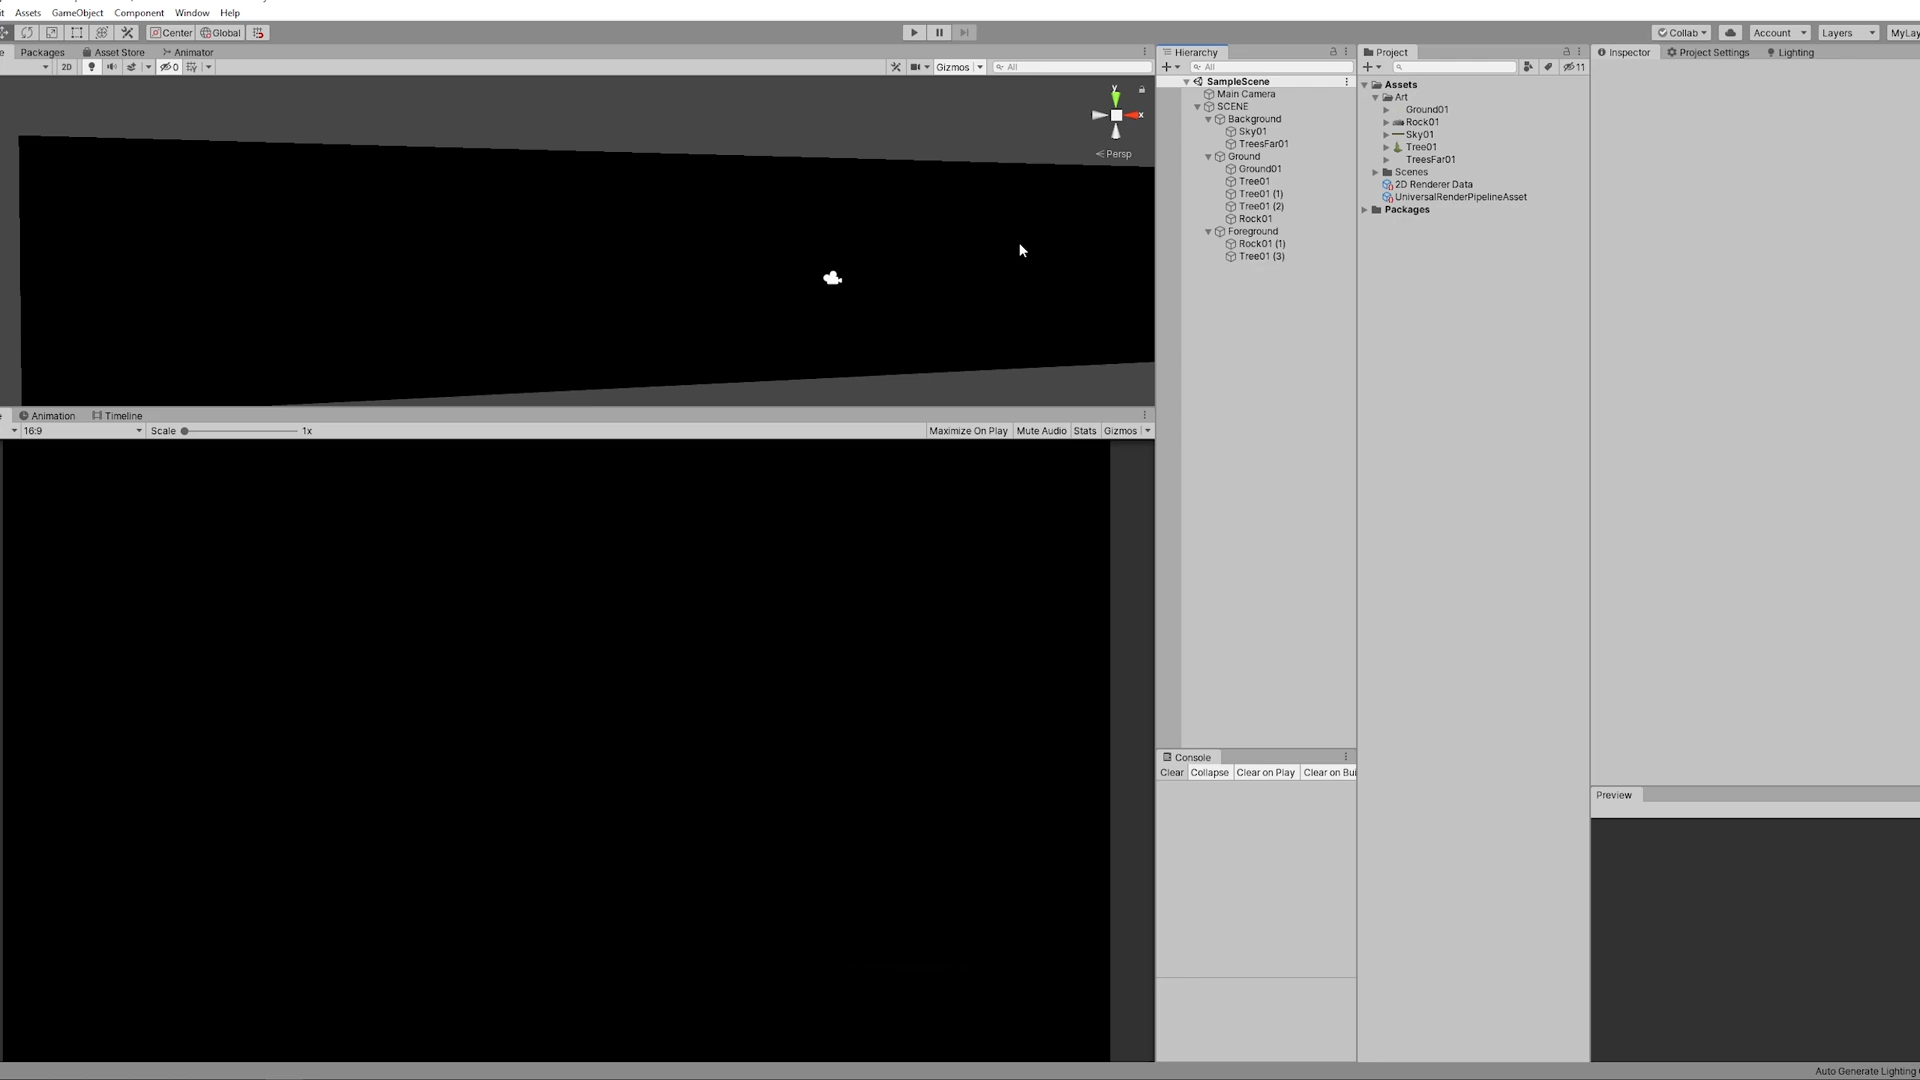 Assets GameObject Component Window Help
Center Global Collab Account Layers
Packages Asset Store Animator
2D 0 Gizmos All
y
x
Persp
Animation Timeline
16:9 Scale 1x Maximize On Play Mute Audio Stats Gizmos
Hierarchy
All
SampleScene
Main Camera
SCENE
Background
Sky01
TreesFar01
Ground
Ground01
Tree01
Tree01 (1)
Tree01 (2)
Rock01
Foreground
Rock01 (1)
Tree01 (3)
Console
Clear Collapse Clear on Play Clear on Bui
Project
11
Assets
Art
Ground01
Rock01
Sky01
Tree01
TreesFar01
Scenes
2D Renderer Data
UniversalRenderPipelineAsset
Packages
Inspector Project Settings Lighting
Preview
Auto Generate Lighting